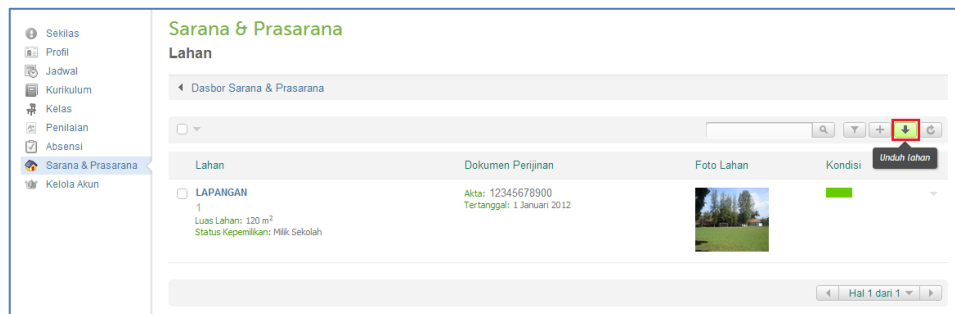 Sekilas
Profil
Jadwal
Kurikulum
Kelas
Penilaian
Absensi
Sarana & Prasarana
Kelola Akun
Sarana & Prasarana
Lahan
Dasbor Sarana & Prasarana
Unduh lahan
Lahan Dokumen Perijinan Foto Lahan Kondisi
LAPANGAN
1
Luas Lahan: 120 m²
Status Kepemilikan: Milik Sekolah
Akta: 12345678900
Tertanggal: 1 Januari 2012
Hal 1 dari 1